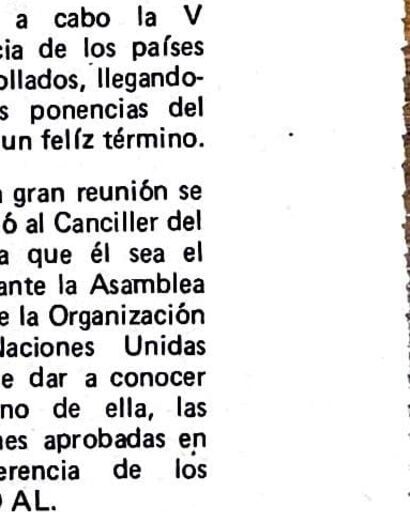 a cabo la V
cia de los países
ollados, llegando-
s ponencias del
un felíz término.
gran reunión se
ó al Canciller del
a que él sea el
ante la Asamblea
e la Organización
Naciones Unidas
e dar a conocer
no de ella, las
nes aprobadas en
erencia de los
AL.